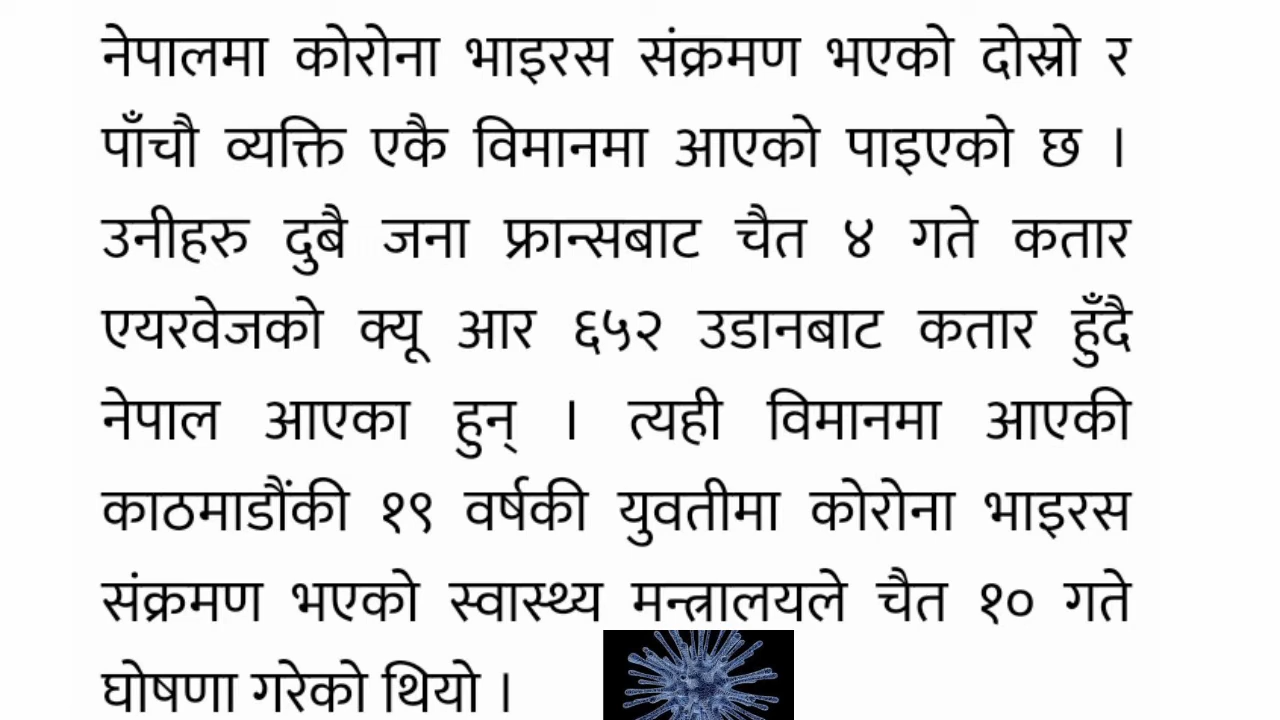 नेपालमा कोरोना भाइरस संक्रमण भएको दोस्रो र
पाँचौ व्यक्ति एकै विमानमा आएको पाइएको छ ।
उनीहरु दुबै जना फ्रान्सबाट चैत ४ गते कतार
एयरवेजको क्यू आर ६५२ उडानबाट कतार हुँदै
नेपाल आएका हुन् । त्यही विमानमा आएकी
काठमाडौंकी १९ वर्षकी युवतीमा कोरोना भाइरस
संक्रमण भएको स्वास्थ्य मन्त्रालयले चैत १० गते
घोषणा गरेको थियो ।